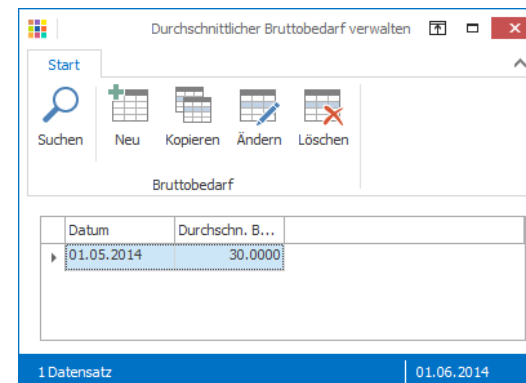 Durchschnittlicher Bruttobedarf verwalten
Start
Suchen Neu Kopieren Ändern Löschen
Bruttobedarf
Datum Durchschn. B...
01.05.2014 30.0000
1 Datensatz 01.06.2014